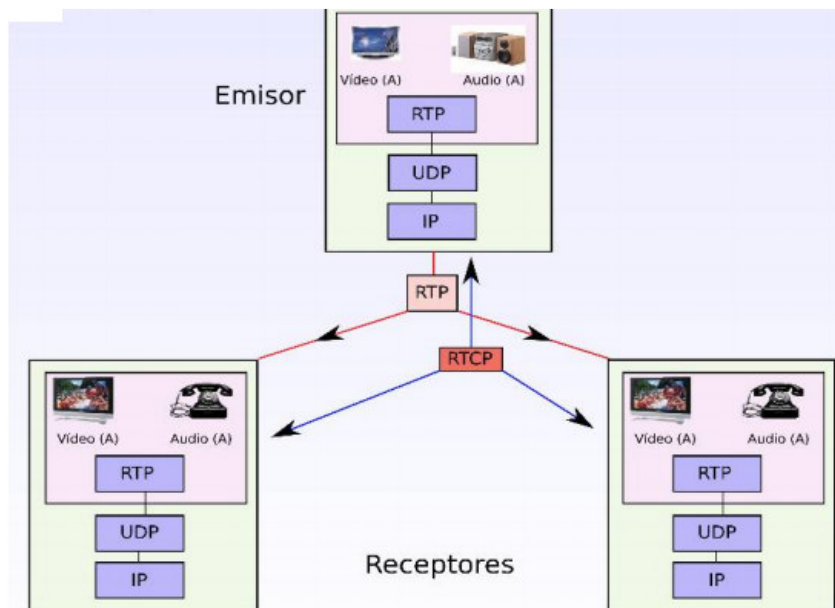 Vídeo (A)
Audio (A)
Emisor
RTP
UDP
IP
RTP
RTCP
Vídeo (A)
Audio (A)
RTP
UDP
IP
Receptores
Vídeo (A)
Audio (A)
RTP
UDP
IP